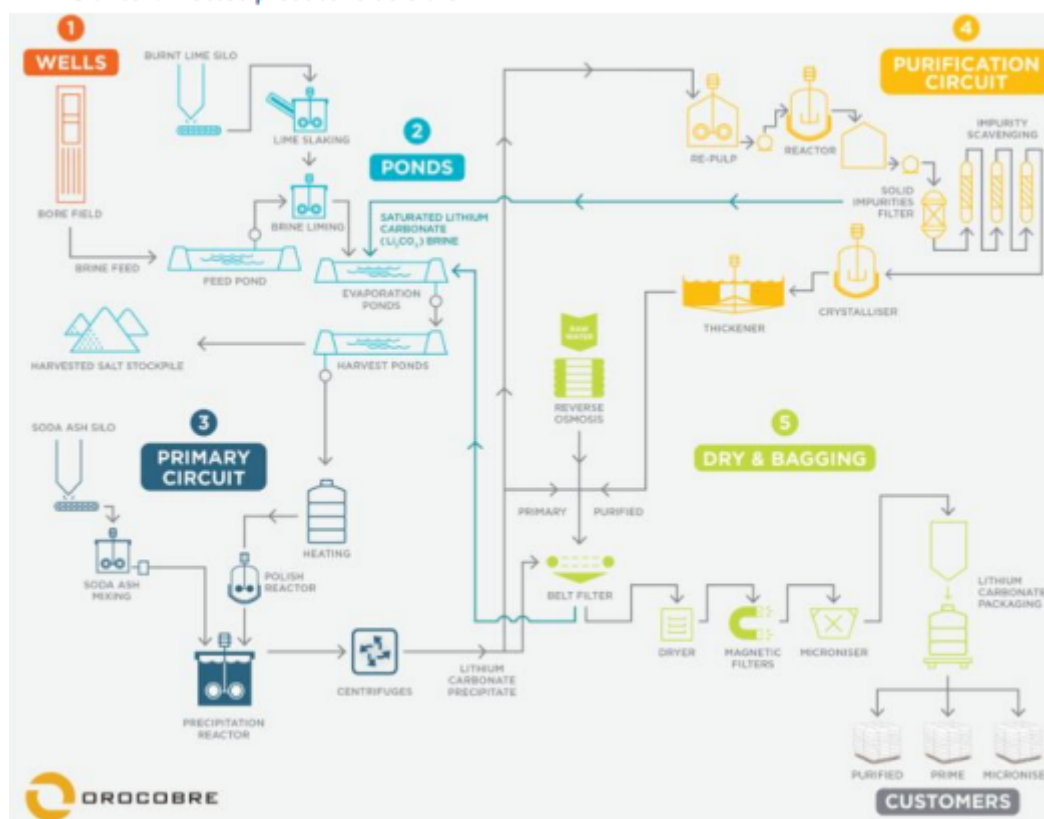 1
WELLS
BORE FIELD
BRINE FEED
BURNT LIME SILO
LIME SLAKING
BRINE LIMING
FEED POND
2
PONDS
SATURATED LITHIUM
CARBONATE
(Li₂CO₃) BRINE
EVAPORATION
PONDS
HARVEST PONDS
HARVESTED SALT STOCKPILE
3
PRIMARY
CIRCUIT
SODA ASH SILO
SODA ASH
MIXING
HEATING
POLISH
REACTOR
PRECIPITATION
REACTOR
CENTRIFUGES
LITHIUM
CARBONATE
PRECIPITATE
4
PURIFICATION
CIRCUIT
RE-PULP
REACTOR
IMPURITY
SCAVENGING
SOLID
IMPURITIES
FILTER
CRYSTALLISER
THICKENER
RAW
WATER
REVERSE
OSMOSIS
PRIMARY
PURIFIED
5
DRY & BAGGING
BELT FILTER
DRYER
MAGNETIC
FILTERS
MICRONISER
LITHIUM
CARBONATE
PACKAGING
PURIFIED
PRIME
MICRONISE
CUSTOMERS
OROCOBRE